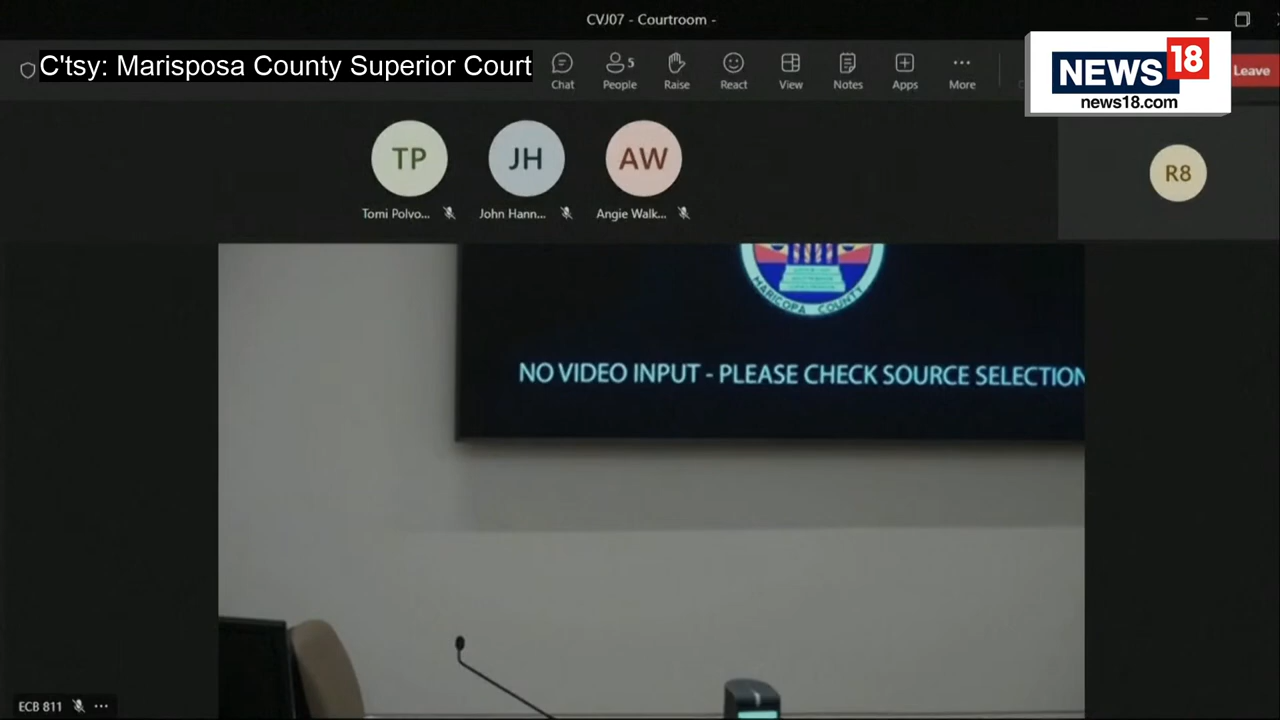 CVJ07 - Courtroom -
C'tsy: Marisposa County Superior Court
Chat
5
People
Raise
React
View
Notes
Apps
More
Leave
NEWS 18
news18.com
TP
JH
AW
R8
Tomi Polvo...
John Hann...
Angie Walk...
MARICOPA COUNTY
NO VIDEO INPUT - PLEASE CHECK SOURCE SELECTION
ECB 811